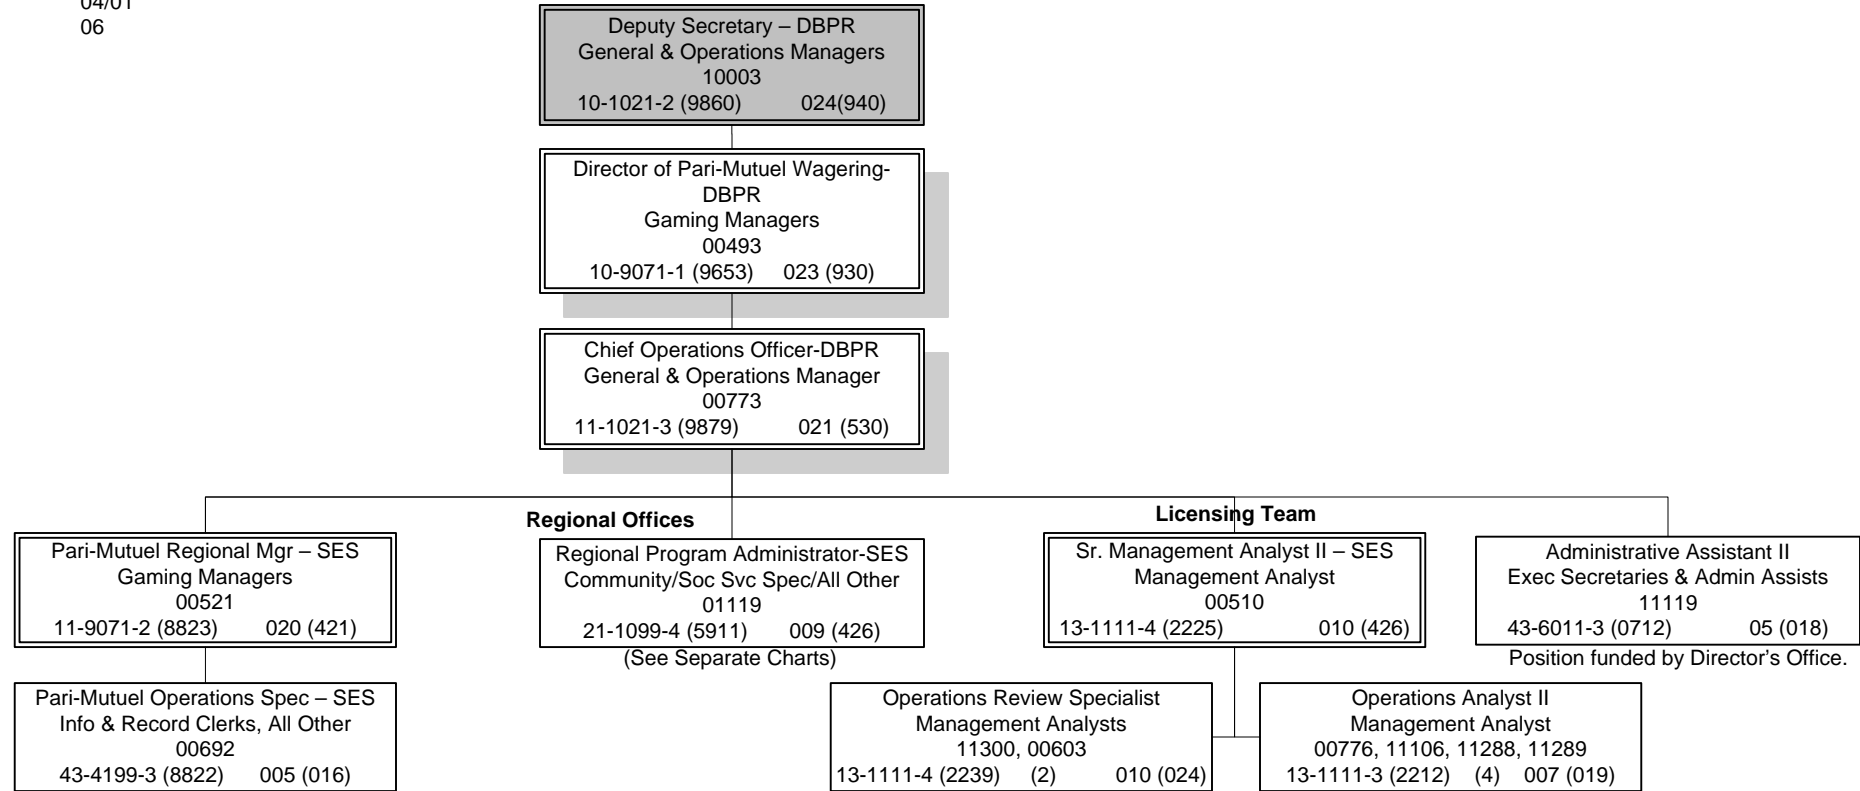 04/01
06
Deputy Secretary – DBPR
General & Operations Managers
10003
10-1021-2 (9860) 024(940)
Director of Pari-Mutuel Wagering-
DBPR
Gaming Managers
00493
10-9071-1 (9653) 023 (930)
Chief Operations Officer-DBPR
General & Operations Manager
00773
11-1021-3 (9879) 021 (530)
Regional Offices
Licensing Team
Pari-Mutuel Regional Mgr – SES
Gaming Managers
00521
11-9071-2 (8823) 020 (421)
Regional Program Administrator-SES
Community/Soc Svc Spec/All Other
01119
21-1099-4 (5911) 009 (426)
(See Separate Charts)
Sr. Management Analyst II – SES
Management Analyst
00510
13-1111-4 (2225) 010 (426)
Administrative Assistant II
Exec Secretaries & Admin Assists
11119
43-6011-3 (0712) 05 (018)
Position funded by Director’s Office.
Pari-Mutuel Operations Spec – SES
Info & Record Clerks, All Other
00692
43-4199-3 (8822) 005 (016)
Operations Review Specialist
Management Analysts
11300, 00603
13-1111-4 (2239) (2) 010 (024)
Operations Analyst II
Management Analyst
00776, 11106, 11288, 11289
13-1111-3 (2212) (4) 007 (019)